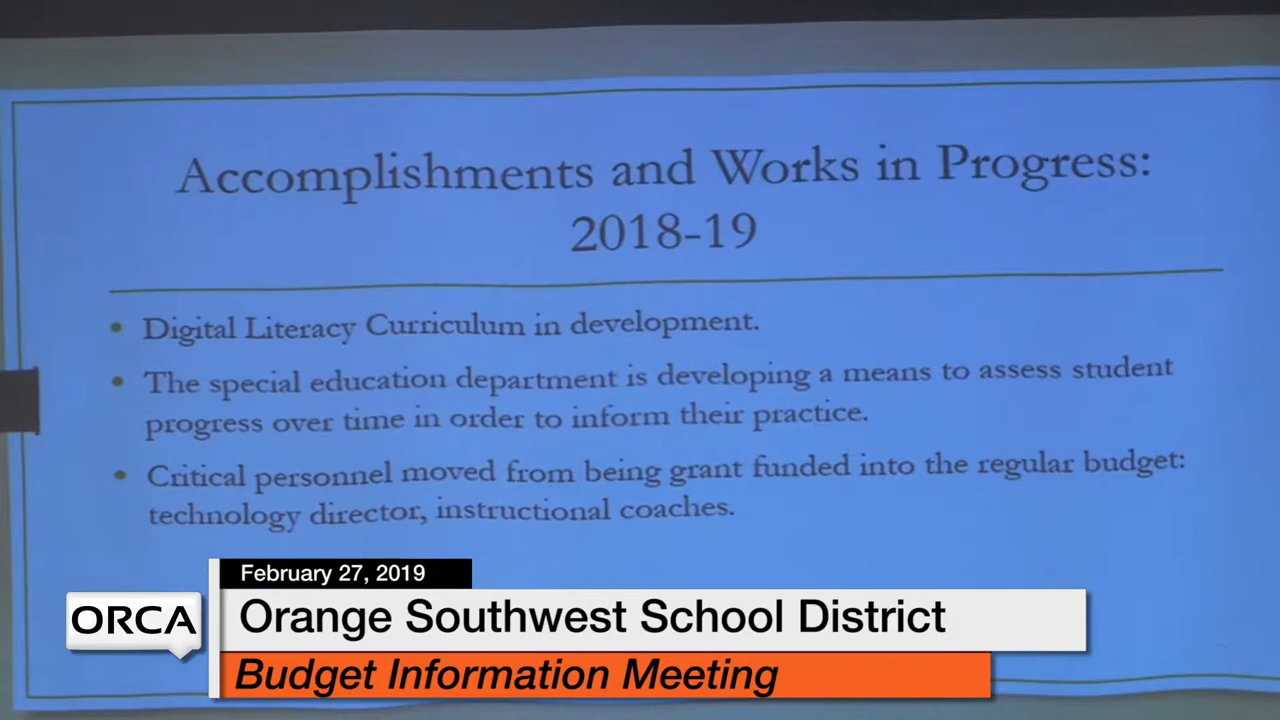 Accomplishments and Works in Progress:
2018-19
• Digital Literacy Curriculum in development.
• The special education department is developing a means to assess student
progress over time in order to inform their practice.
• Critical personnel moved from being grant funded into the regular budget:
technology director, instructional coaches.
February 27, 2019
ORCA
Orange Southwest School District
Budget Information Meeting